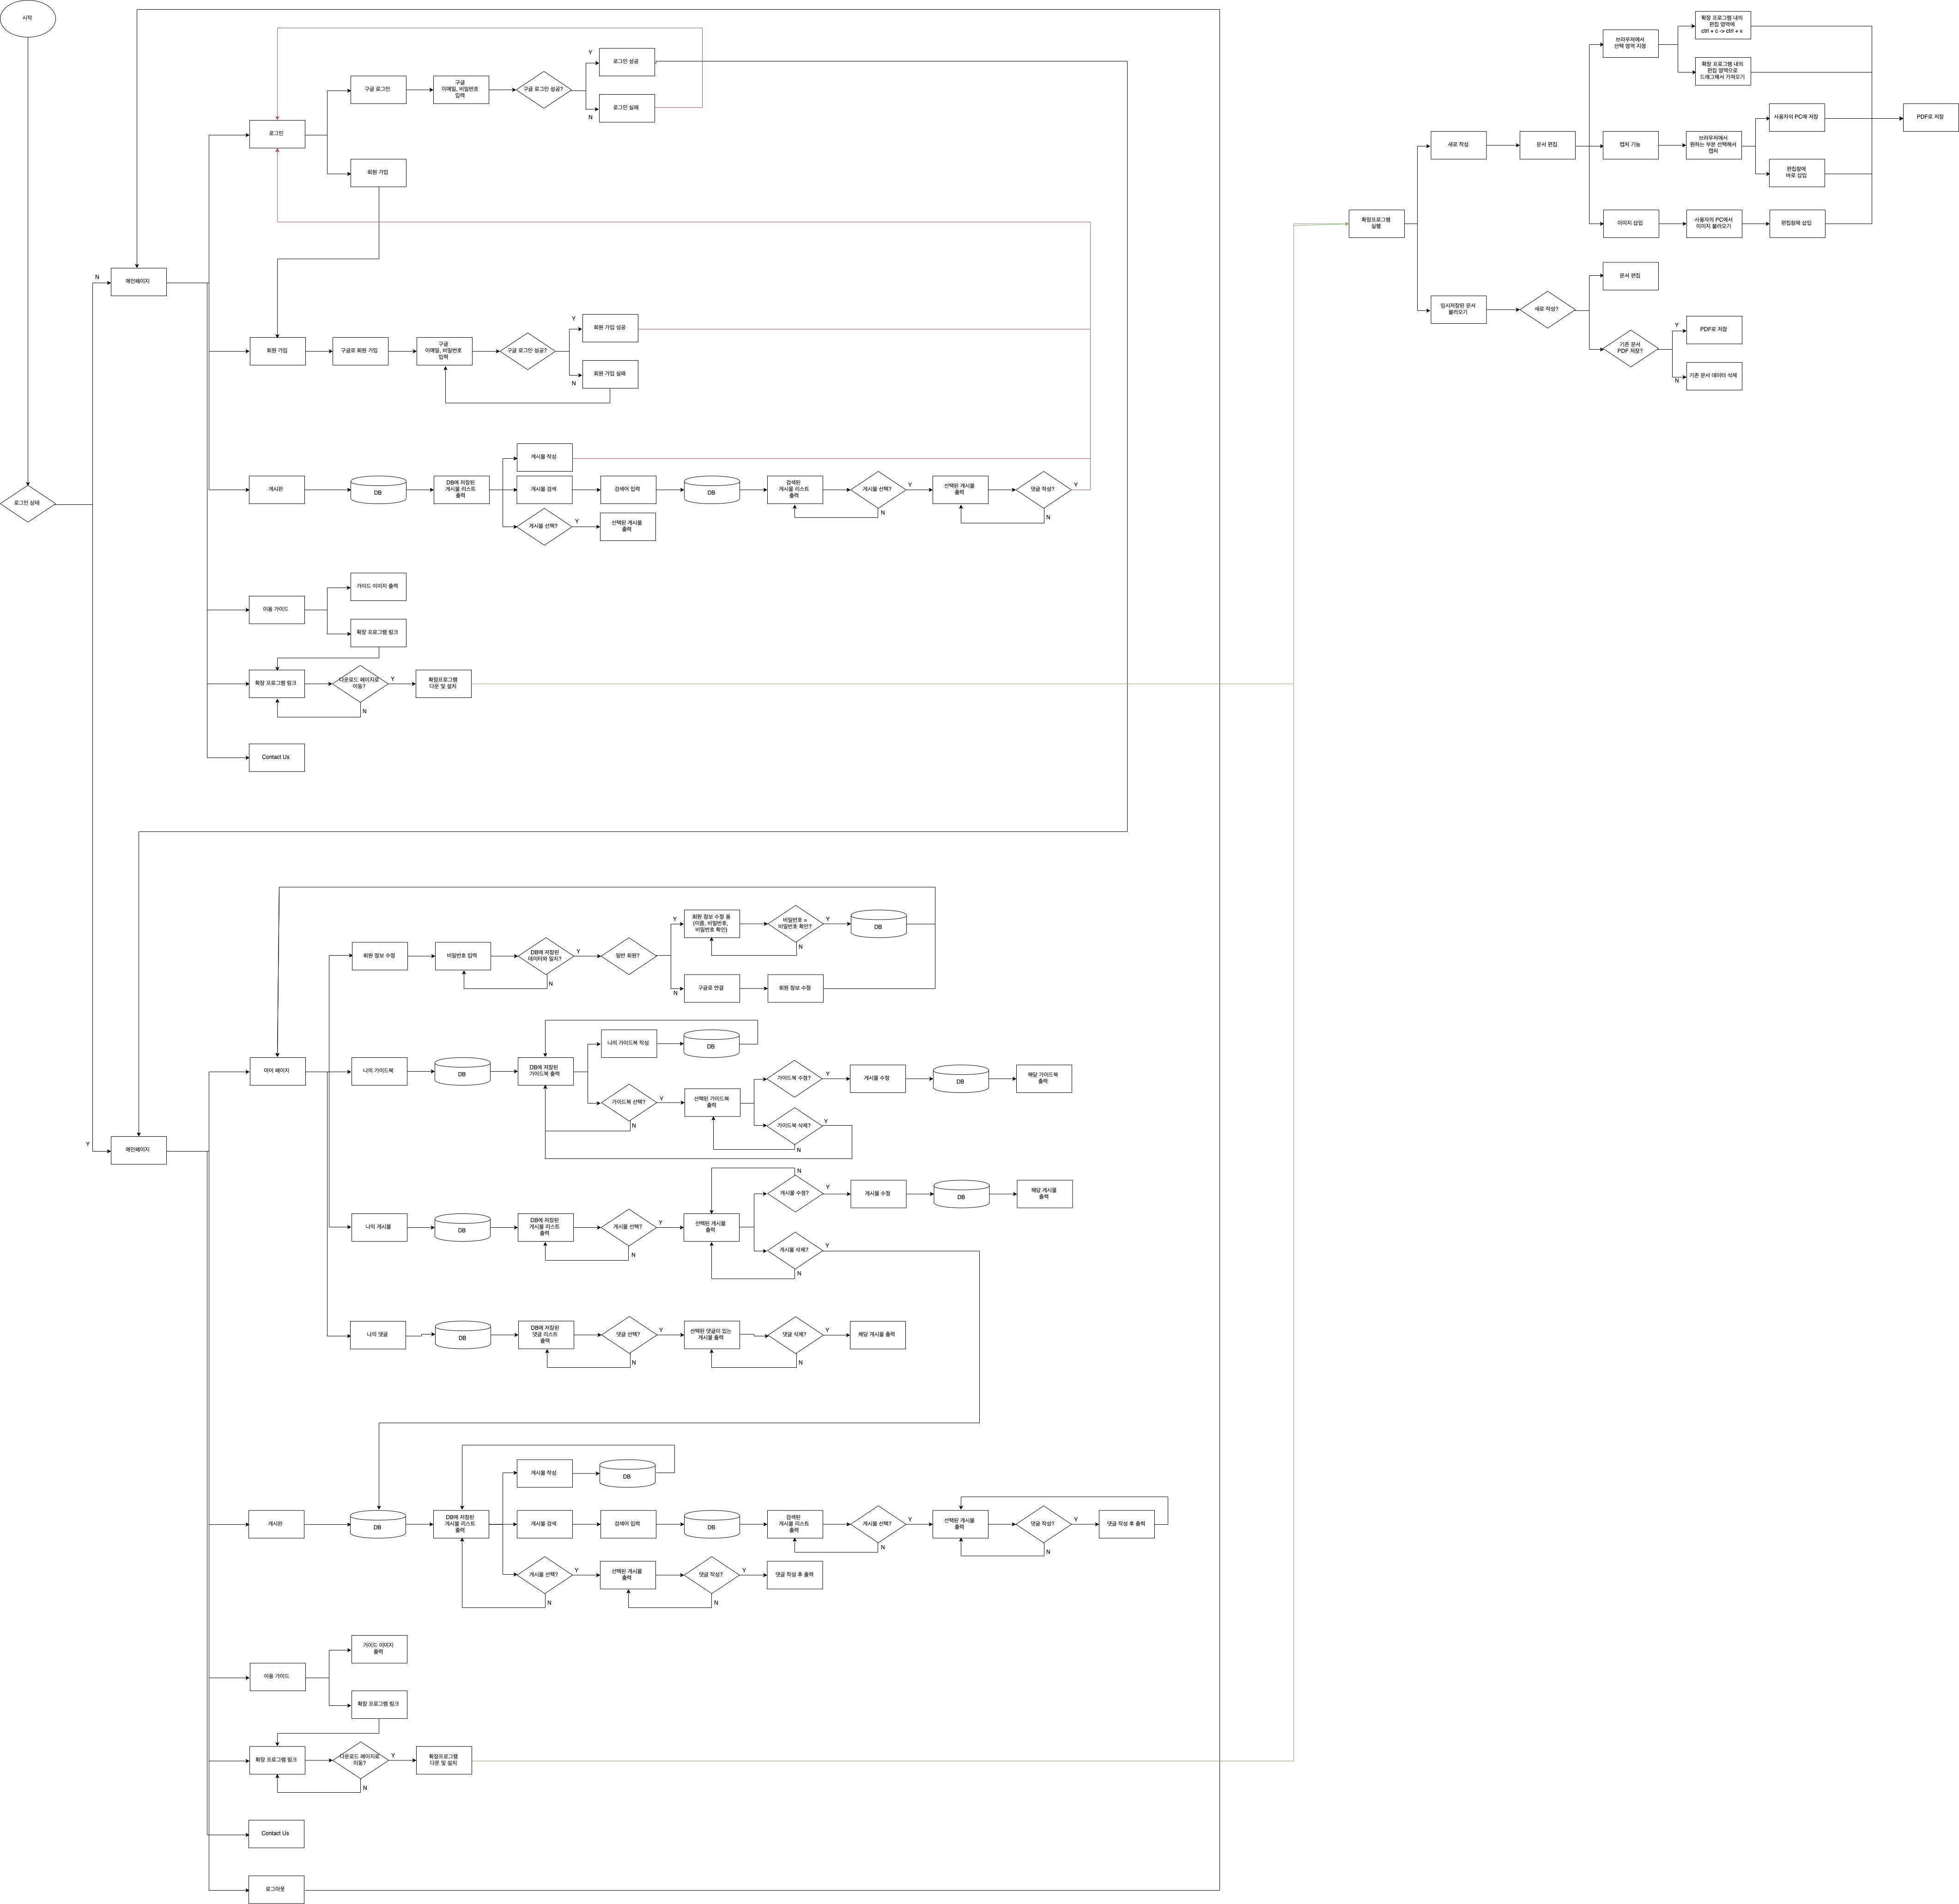 시작
로그인 상태
N
Y
메인페이지
로그인
구글 로그인
구글
이메일, 비밀번호
입력
구글 로그인 성공?
Y
로그인 성공
로그인 실패
N
회원 가입
회원 가입
구글로 회원 가입
구글
이메일, 비밀번호
입력
구글 로그인 성공?
Y
회원 가입 성공
회원 가입 실패
N
게시판
DB
DB에 저장된
게시물 리스트
출력
게시물 작성
게시물 검색
검색어 입력
DB
검색된
게시물 리스트
출력
게시물 선택?
Y
N
선택된 게시물
출력
댓글 작성?
Y
N
게시물 선택?
Y
선택된 게시물
출력
이용 가이드
가이드 이미지 출력
확장 프로그램 링크
확장 프로그램 링크
다운로드 페이지로
이동?
Y
N
확장프로그램
다운 및 설치
Contact Us
메인페이지
마이 페이지
회원 정보 수정
비밀번호 입력
DB에 저장된
데이터와 일치?
Y
N
일반 회원?
Y
N
회원 정보 수정 폼
(이름, 비밀번호,
비밀번호 확인)
비밀번호 =
비밀번호 확인?
Y
N
DB
구글로 연결
회원 정보 수정
나의 가이드북
DB
DB에 저장된
가이드북 출력
나의 가이드북 작성
DB
가이드북 선택?
Y
N
선택된 가이드북
출력
가이드북 수정?
Y
게시물 수정
DB
해당 가이드북
출력
가이드북 삭제?
Y
N
나의 게시물
DB
DB에 저장된
게시물 리스트
출력
게시물 선택?
Y
N
선택된 게시물
출력
N
게시물 수정?
Y
게시물 수정
DB
해당 게시물
출력
게시물 삭제?
Y
N
나의 댓글
DB
DB에 저장된
댓글 리스트
출력
댓글 선택?
Y
N
선택된 댓글이 있는
게시물 출력
댓글 삭제?
Y
N
해당 게시물 출력
게시판
DB
DB에 저장된
게시물 리스트
출력
게시물 작성
DB
게시물 검색
검색어 입력
DB
검색된
게시물 리스트
출력
게시물 선택?
Y
N
선택된 게시물
출력
댓글 작성?
Y
N
댓글 작성 후 출력
게시물 선택?
Y
N
선택된 게시물
출력
댓글 작성?
Y
N
댓글 작성 후 출력
이용 가이드
가이드 이미지
출력
확장 프로그램 링크
확장 프로그램 링크
다운로드 페이지로
이동?
Y
N
확장프로그램
다운 및 설치
Contact Us
로그아웃
확장프로그램
실행
새로 작성
문서 편집
브라우저에서
선택 영역 지정
확장 프로그램 내의
편집 영역에
ctrl + c -> ctrl + v
확장 프로그램 내의
편집 영역으로
드래그해서 가져오기
캡처 기능
브라우저에서
원하는 부분 선택해서
캡처
사용자의 PC에 저장
편집창에
바로 삽입
PDF로 저장
이미지 삽입
사용자의 PC에서
이미지 불러오기
편집창에 삽입
임시저장된 문서
불러오기
새로 작성?
문서 편집
기존 문서
PDF 저장?
Y
N
PDF로 저장
기존 문서 데이터 삭제